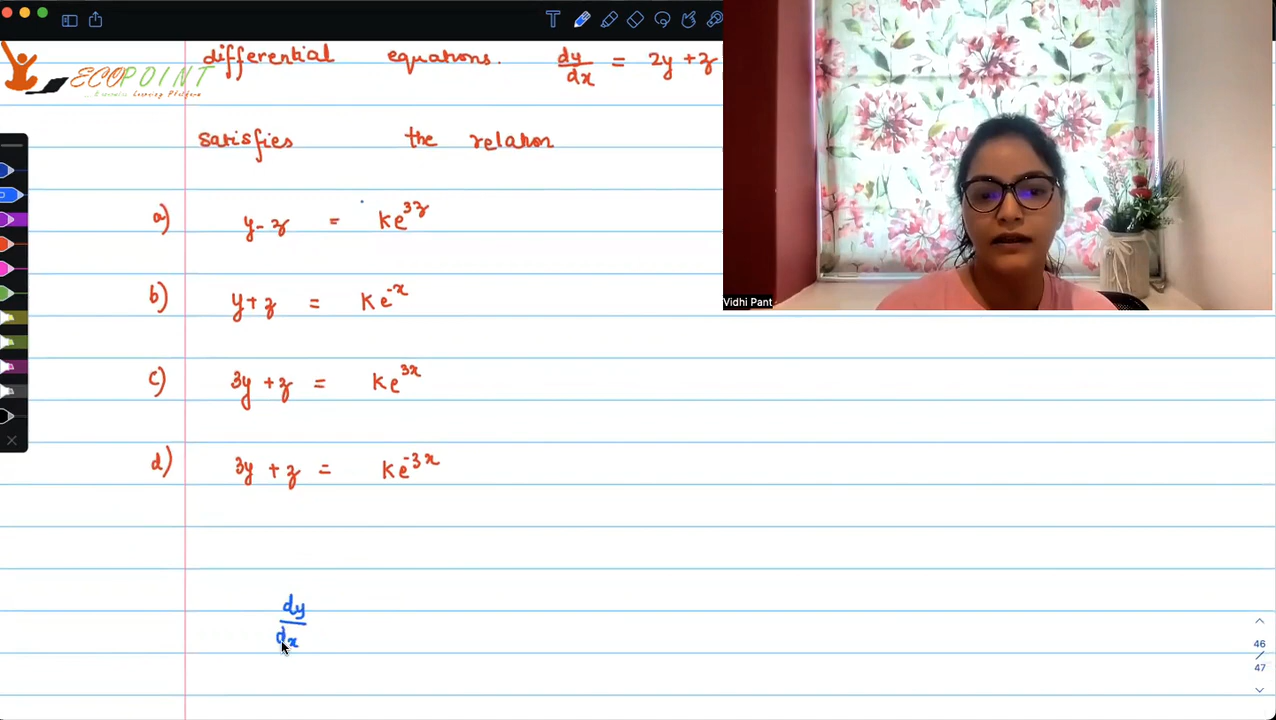 differential equations. dy/dx = 2y + z
ECOPOINT
satisfies the relation
a) y - z = ke^3z
b) y + z = ke^-x
c) 3y + z = ke^3x
d) 3y + z = ke^-3x
dy/dx
Vidhi Pant
46
/
47